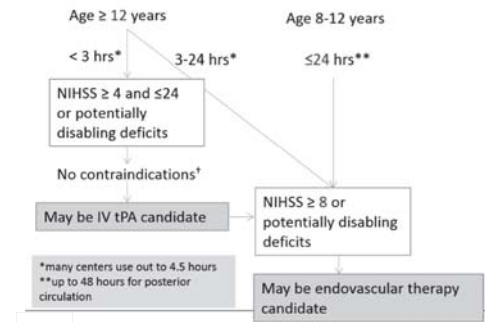 Age ≥ 12 years
Age 8-12 years
< 3 hrs*
3-24 hrs*
≤24 hrs**
NIHSS ≥ 4 and ≤24
or potentially
disabling deficits
No contraindications†
May be IV tPA candidate
NIHSS ≥ 8 or
potentially disabling
deficits
*many centers use out to 4.5 hours
**up to 48 hours for posterior
circulation
May be endovascular therapy
candidate